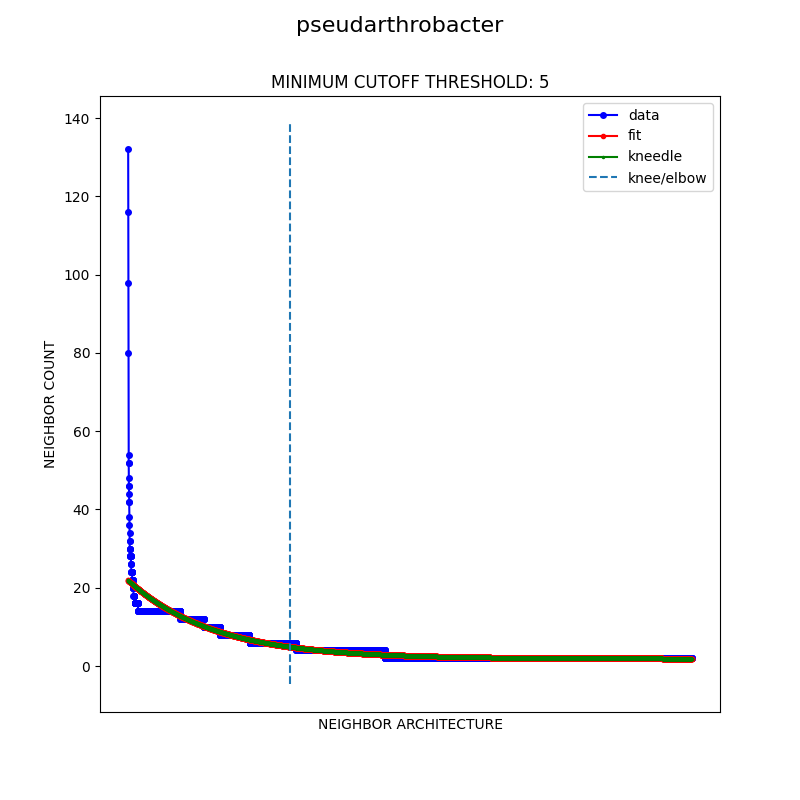 pseudarthrobacter
MINIMUM CUTOFF THRESHOLD: 5
data
fit
kneedle
knee/elbow
140
120
100
80
60
40
20
0
NEIGHBOR COUNT
NEIGHBOR ARCHITECTURE